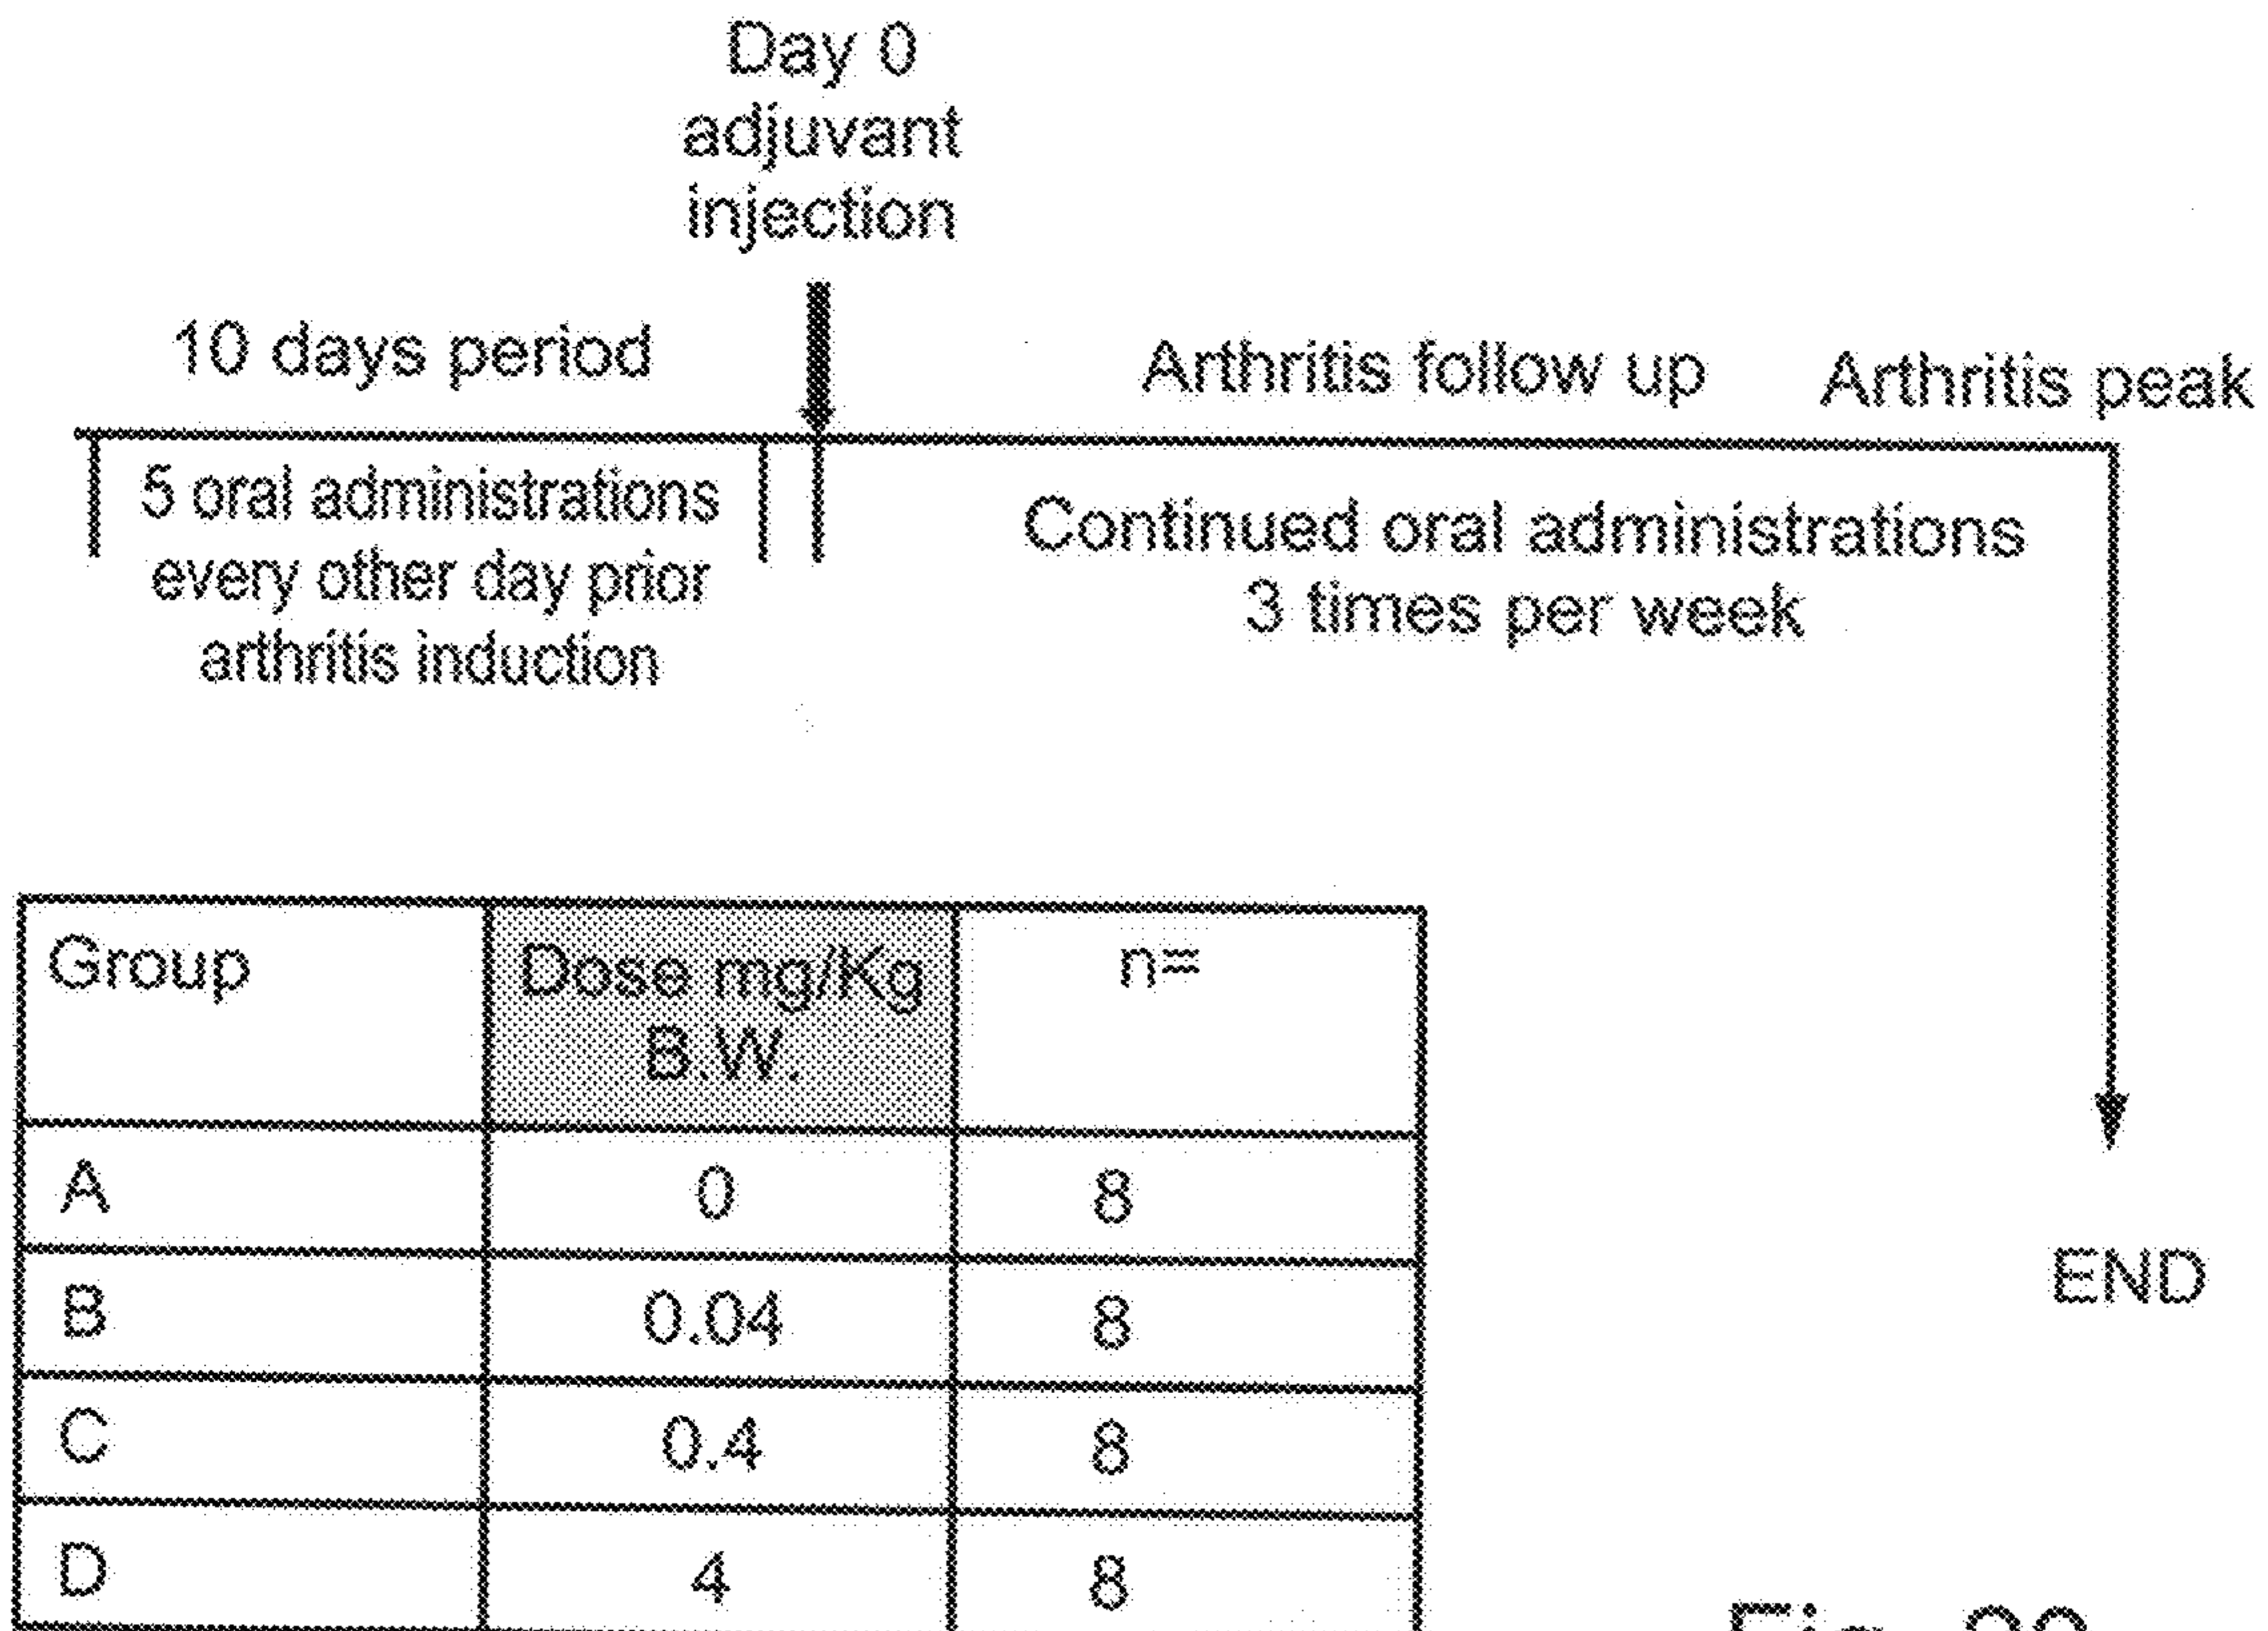 Day 0
adjuvant
injection
10 days period
Arthritis follow up
Arthritis peak
5 oral administrations
every other day prior
arthritis induction
Continued oral administrations
3 times per week
Group Dose mg/Kg n=
B.W.
A 0 8
B 0.04 8
C 0.4 8
D 4 8
END